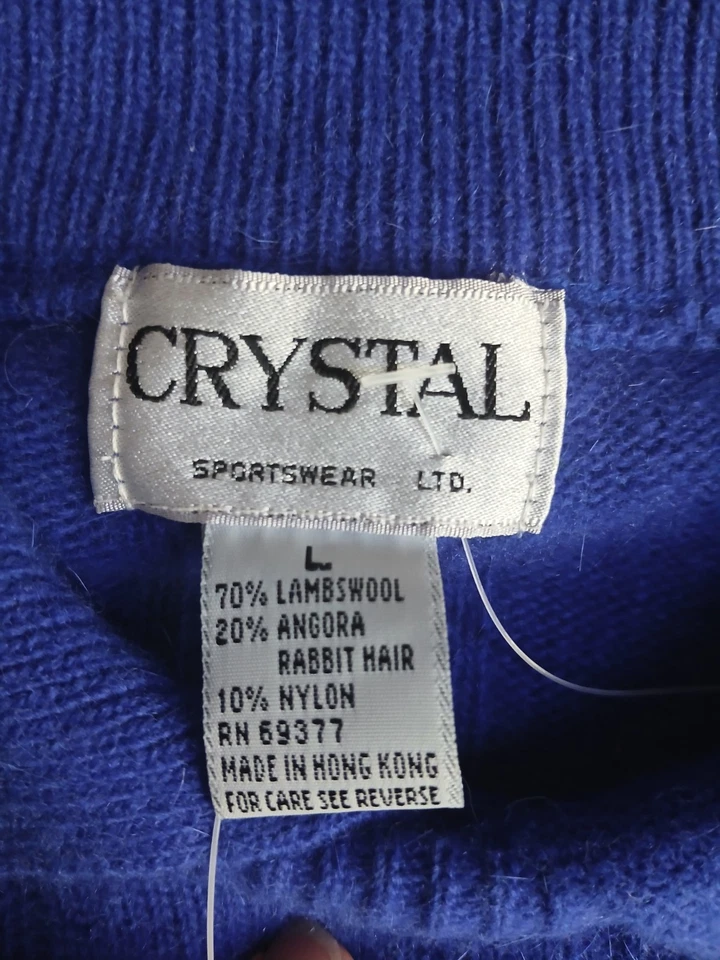 CRYSTAL
SPORTSWEAR LTD.
L
70% LAMBSWOOL
20% ANGORA
RABBIT HAIR
10% NYLON
RN 69377
MADE IN HONG KONG
FOR CARE SEE REVERSE